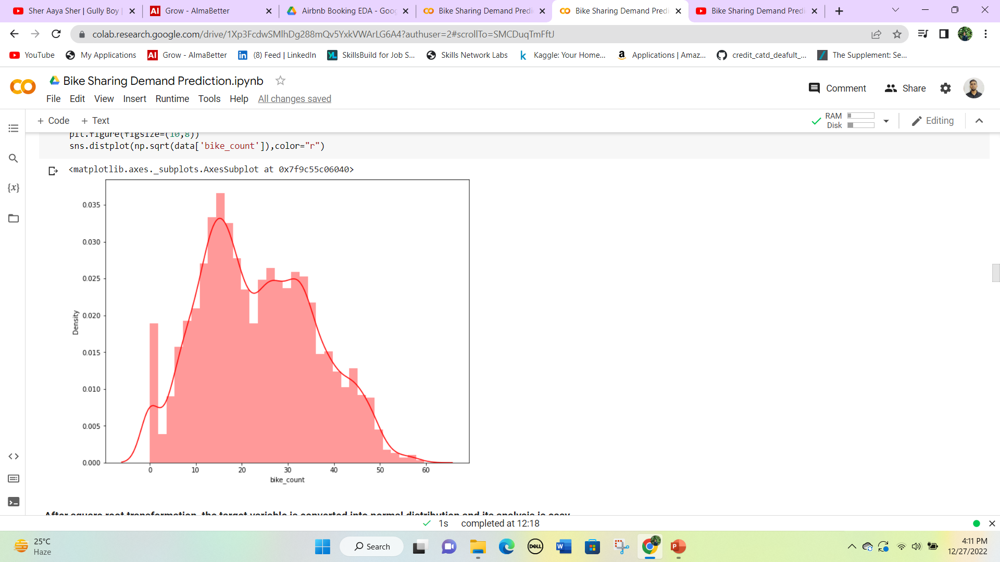 Sher Aaya Sher | Gully Boy
Grow - AlmaBetter
Airbnb Booking EDA - Goog
Bike Sharing Demand Predi
Bike Sharing Demand Predi
Bike Sharing Demand Predi
colab.research.google.com/drive/1Xp3FcdwSMlhDg288mQv5YxkVWArLG6A4?authuser=2#scrollTo=SMCDuqTmFftJ
YouTube My Applications AI Grow - AlmaBetter in (8) Feed | LinkedIn YL SkillsBuild for Job S... Skills Network Labs k Kaggle: Your Home... a Applications | Amaz... credit_catd_deafult_... The Supplement: Se...
Bike Sharing Demand Prediction.ipynb
Comment Share
File Edit View Insert Runtime Tools Help All changes saved
+ Code + Text
RAM
Disk
Editing
plt.figure(figsize=(10,8))
sns.distplot(np.sqrt(data['bike_count']),color="r")
<matplotlib.axes._subplots.AxesSubplot at 0x7f9c55c06040>
{x}
0.035
0.030
0.025
0.020
0.015
0.010
0.005
0.000
Density
0 10 20 30 40 50 60
bike_count
After square root transformation, the target variable is converted into normal distribution and its analysis is easy
1s completed at 12:18
25°C
Haze
Search
DELL
4:11 PM
12/27/2022